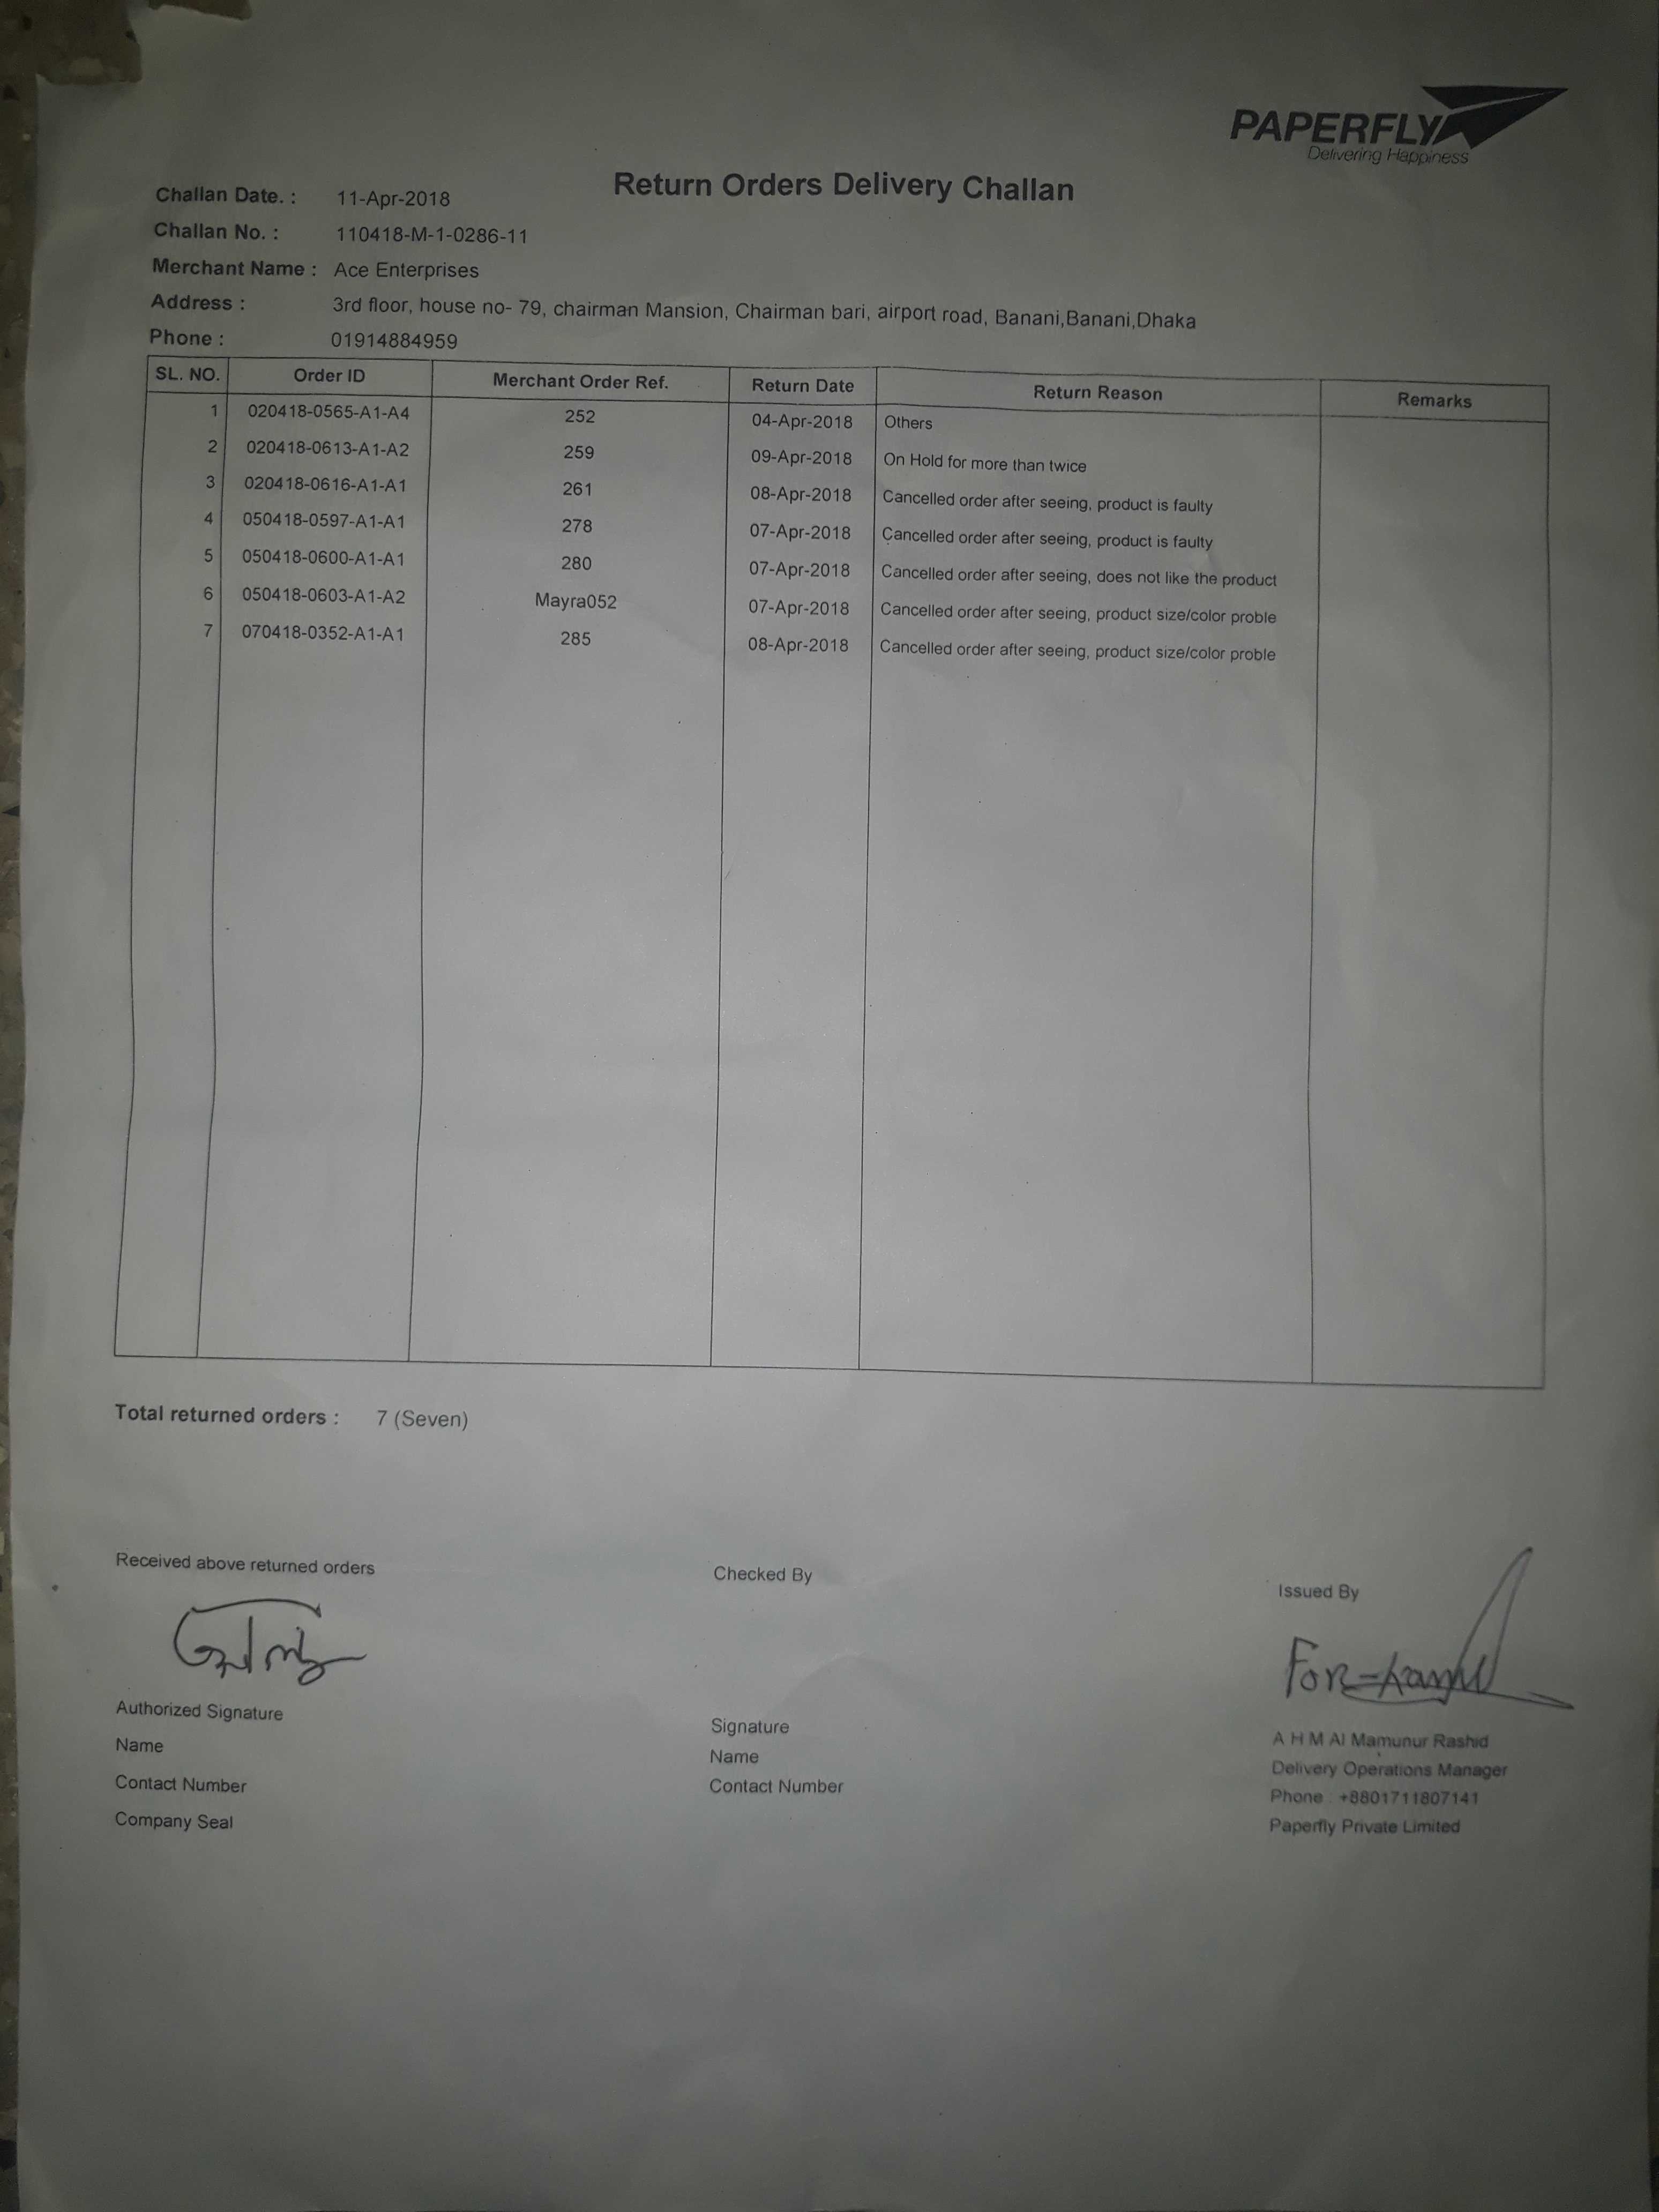 PAPERFLY
Delivering Happiness
Return Orders Delivery Challan
Challan Date. : 11-Apr-2018
Challan No. : 110418-M-1-0286-11
Merchant Name : Ace Enterprises
Address : 3rd floor, house no- 79, chairman Mansion, Chairman bari, airport road, Banani,Banani,Dhaka
Phone : 01914884959
SL. NO. Order ID Merchant Order Ref. Return Date Return Reason Remarks
1 020418-0565-A1-A4 252 04-Apr-2018 Others
2 020418-0613-A1-A2 259 09-Apr-2018 On Hold for more than twice
3 020418-0616-A1-A1 261 08-Apr-2018 Cancelled order after seeing, product is faulty
4 050418-0597-A1-A1 278 07-Apr-2018 Cancelled order after seeing, product is faulty
5 050418-0600-A1-A1 280 07-Apr-2018 Cancelled order after seeing, does not like the product
6 050418-0603-A1-A2 Mayra052 07-Apr-2018 Cancelled order after seeing, product size/color proble
7 070418-0352-A1-A1 285 08-Apr-2018 Cancelled order after seeing, product size/color proble
Total returned orders : 7 (Seven)
Received above returned orders Checked By Issued By
For
Authorized Signature Signature A H M Al Mamunur Rashid
Name Name Delivery Operations Manager
Contact Number Contact Number Phone : +8801711807141
Company Seal Paperfly Private Limited